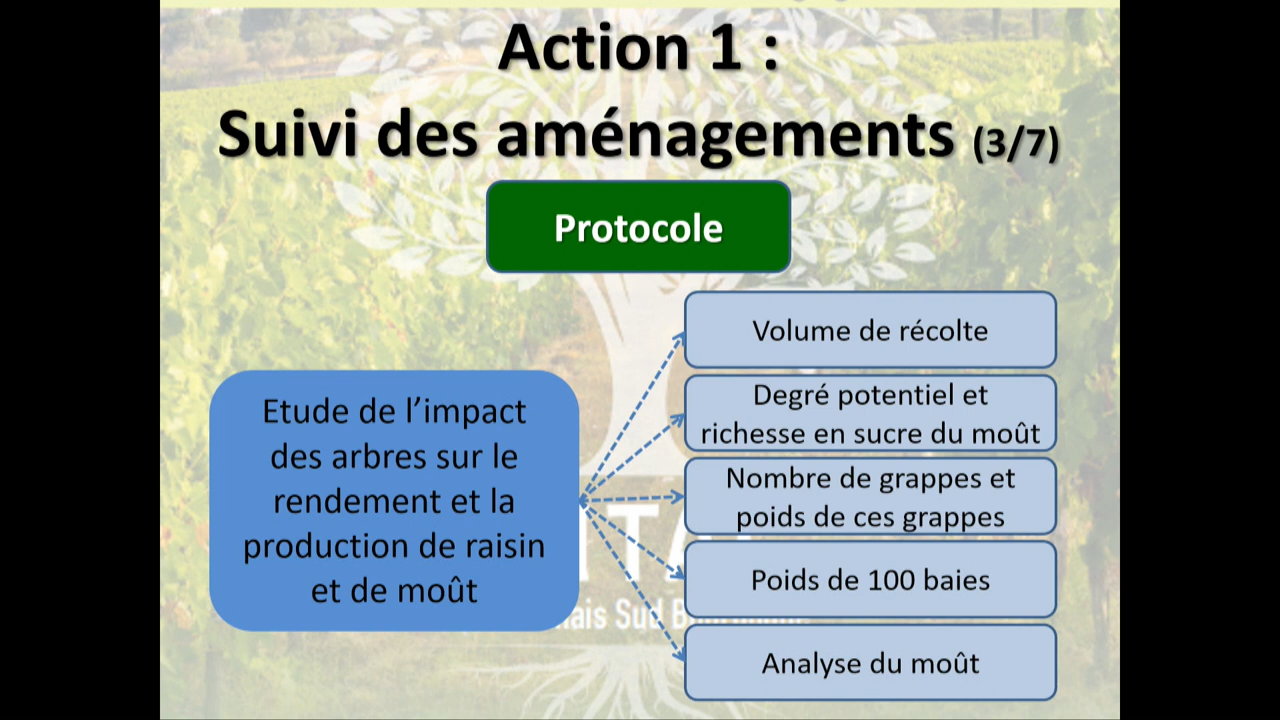 Action 1 :
Suivi des aménagements (3/7)
Protocole
Etude de l’impact
des arbres sur le
rendement et la
production de raisin
et de moût
Volume de récolte
Degré potentiel et
richesse en sucre du moût
Nombre de grappes et
poids de ces grappes
Poids de 100 baies
Analyse du moût
Sud